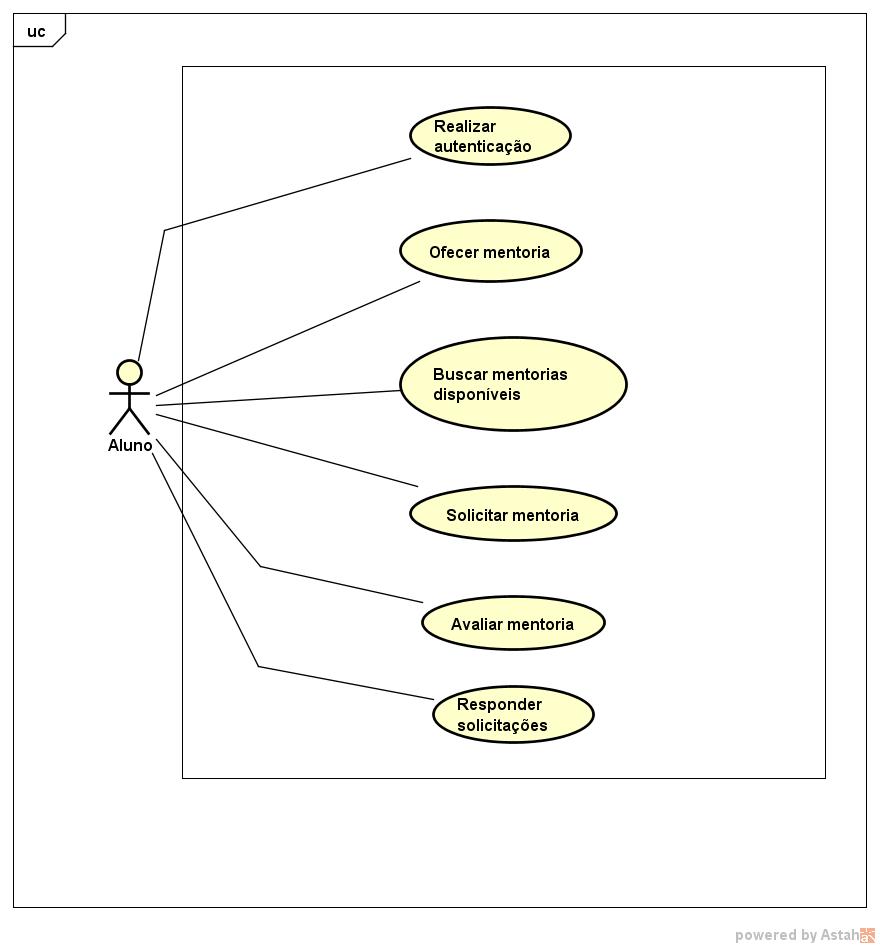 uc
Realizar
autenticação
Ofecer mentoria
Buscar mentorias
disponíveis
Aluno
Solicitar mentoria
Avaliar mentoria
Responder
solicitações
powered by Astah